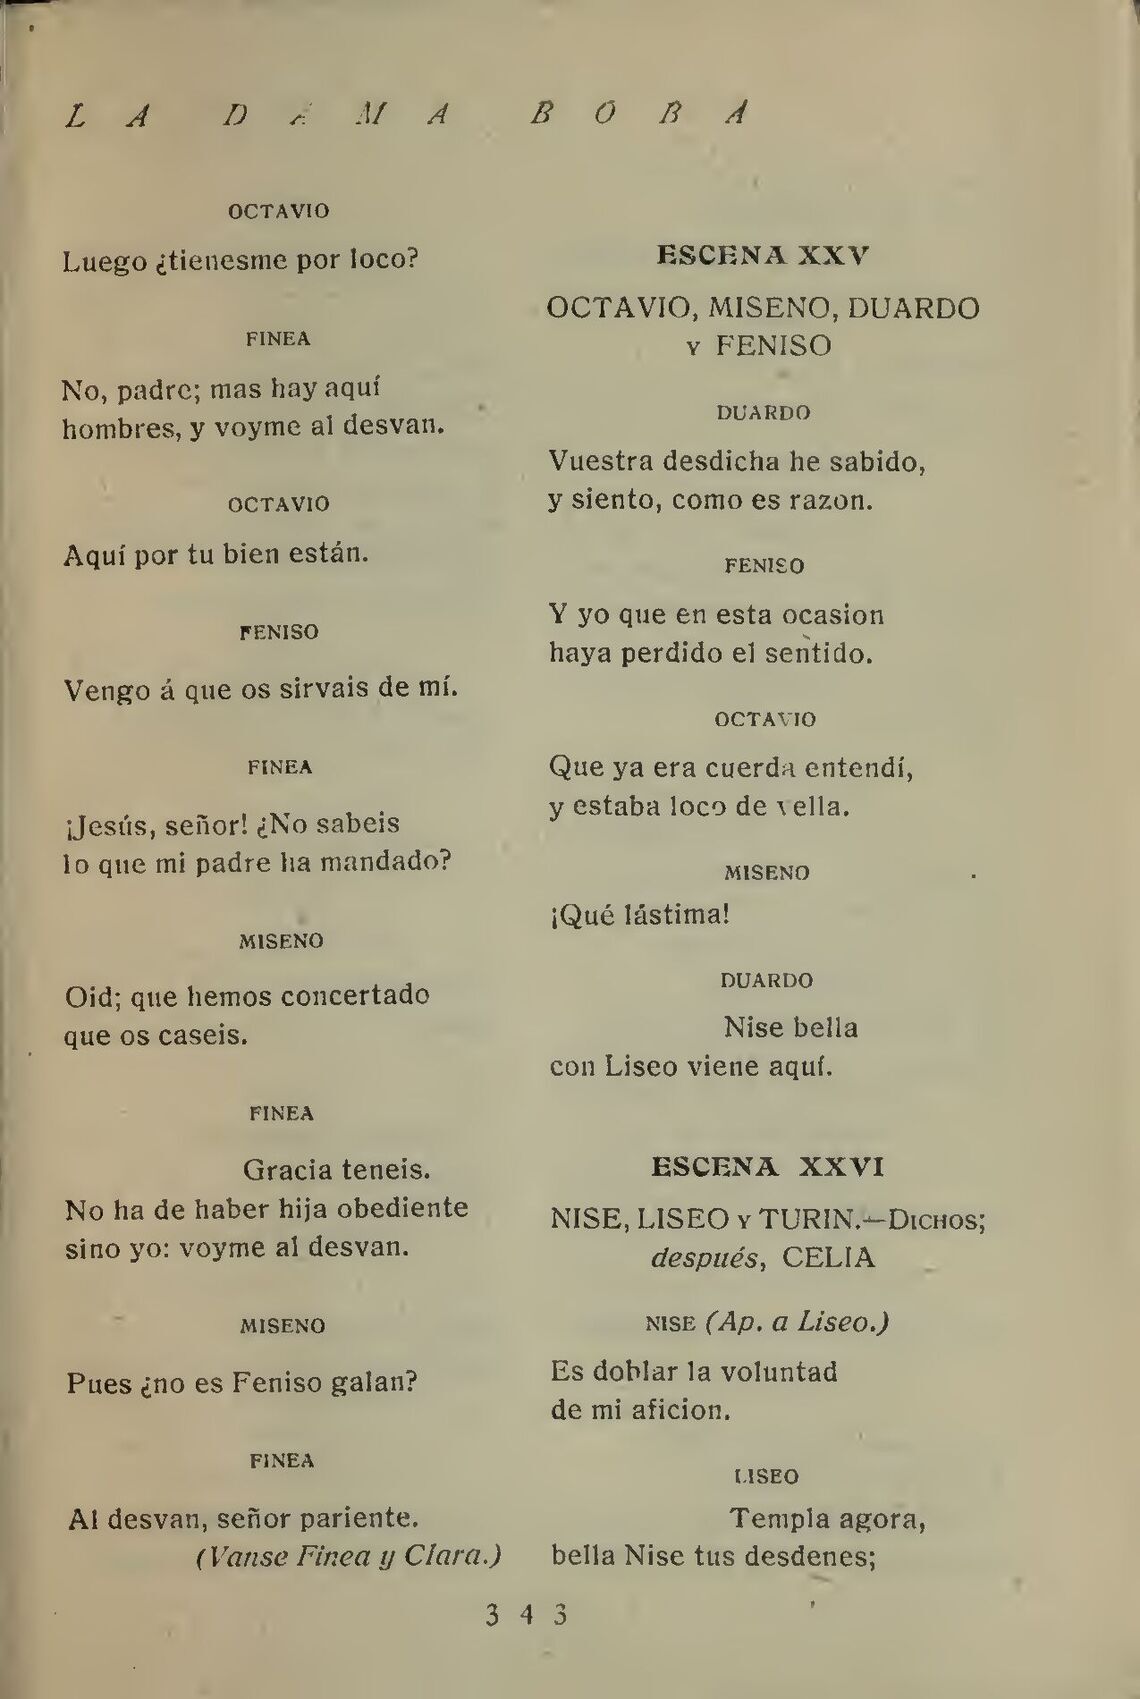 LA DAMA BOBA
OCTAVIO
Luego ¿tienesme por loco?
FINEA
No, padre; mas hay aquí
hombres, y voyme al desvan.
OCTAVIO
Aquí por tu bien están.
FENISO
Vengo á que os sirvais de mí.
FINEA
¡Jesús, señor! ¿No sabeis
lo que mi padre ha mandado?
MISENO
Oid; que hemos concertado
que os caseis.
FINEA
Gracia teneis.
No ha de haber hija obediente
sino yo: voyme al desvan.
MISENO
Pues ¿no es Feniso galan?
FINEA
Al desvan, señor pariente.
(Vanse Finea y Clara.)
ESCENA XXV
OCTAVIO, MISENO, DUARDO
Y FENISO
DUARDO
Vuestra desdicha he sabido,
y siento, como es razon.
FENISO
Y yo que en esta ocasion
haya perdido el sentido.
OCTAVIO
Que ya era cuerda entendí,
y estaba loco de vella.
MISENO
¡Qué lástima!
DUARDO
Nise bella
con Liseo viene aquí.
ESCENA XXVI
NISE, LISEO Y TURIN.—DICHOS;
después, CELIA
NISE (Ap. a Liseo.)
Es doblar la voluntad
de mi aficion.
LISEO
Templa agora,
bella Nise tus desdenes;
343